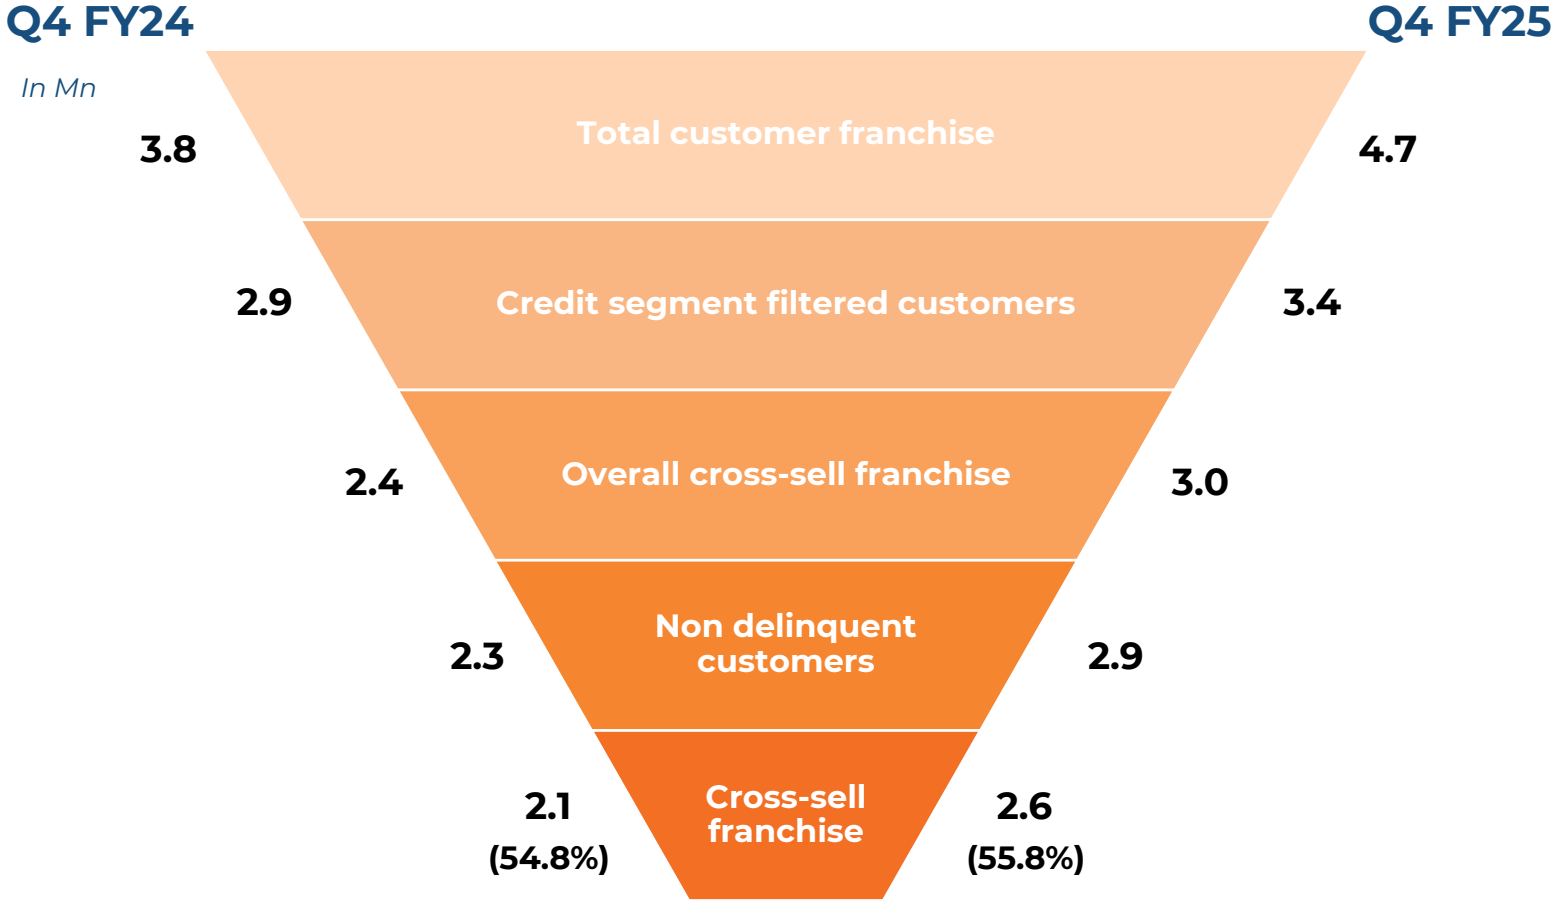 Q4 FY24
Q4 FY25
In Mn
3.8
Total customer franchise
4.7
2.9
Credit segment filtered customers
3.4
2.4
Overall cross-sell franchise
3.0
2.3
Non delinquent
customers
2.9
2.1
(54.8%)
Cross-sell
franchise
2.6
(55.8%)